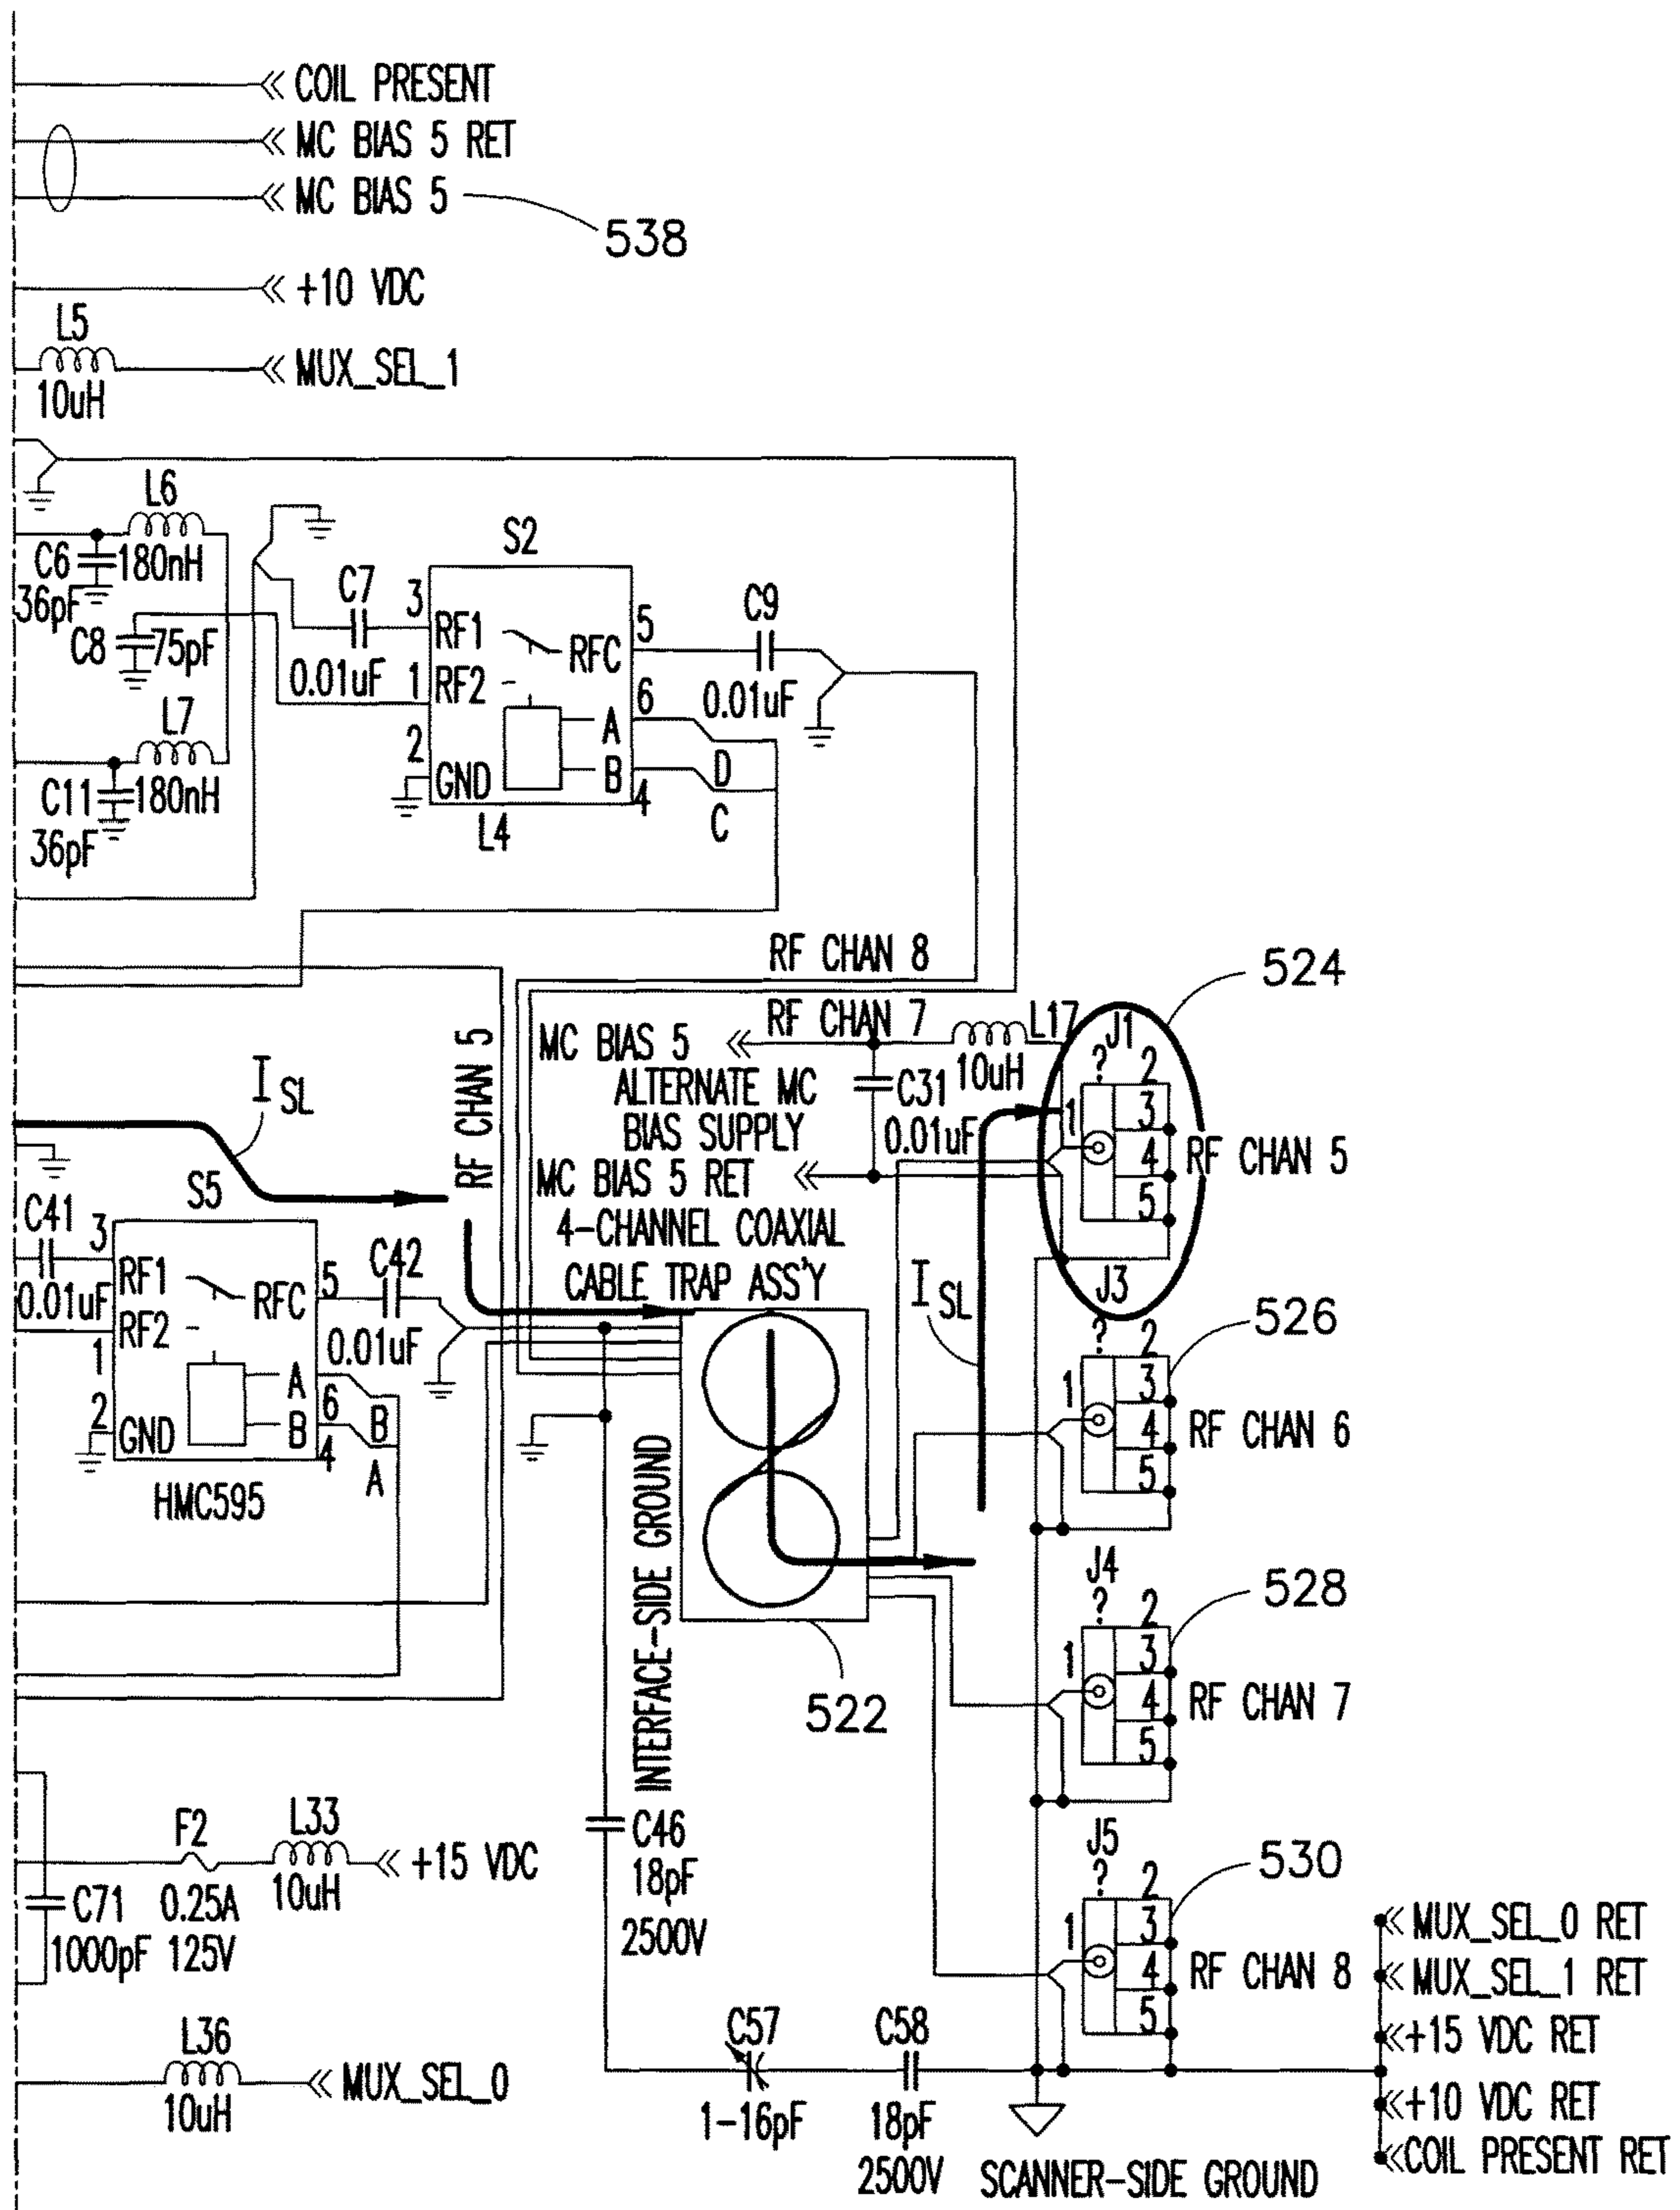 COIL PRESENT
MC BIAS 5 RET
MC BIAS 5
538
+10 VDC
L5
10uH
MUX_SEL_1
L6
180nH
C6
36pF
C8
75pF
L7
180nH
C11
36pF
C7
0.01uF
S2
3
RF1
1
RF2
2
GND
RFC
5
A
6
B
4
L4
D
C
C9
0.01uF
RF CHAN 8
RF CHAN 7
RF CHAN 5
MC BIAS 5
ALTERNATE MC
BIAS SUPPLY
MC BIAS 5 RET
4-CHANNEL COAXIAL
CABLE TRAP ASS'Y
L17
10uH
C31
0.01uF
524
J1
?
1
2
3
4
5
RF CHAN 5
ISL
S5
C41
0.01uF
3
RF1
RF2
1
2
GND
RFC
5
A
6
B
4
HMC595
B
A
C42
0.01uF
ISL
J3
?
1
2
3
4
5
526
RF CHAN 6
INTERFACE-SIDE GROUND
522
J4
?
1
2
3
4
5
528
RF CHAN 7
F2
0.25A
125V
L33
10uH
+15 VDC
C71
1000pF
C46
18pF
2500V
J5
?
1
2
3
4
5
530
RF CHAN 8
MUX_SEL_0 RET
MUX_SEL_1 RET
+15 VDC RET
+10 VDC RET
COIL PRESENT RET
L36
10uH
MUX_SEL_0
C57
1-16pF
C58
18pF
2500V
SCANNER-SIDE GROUND